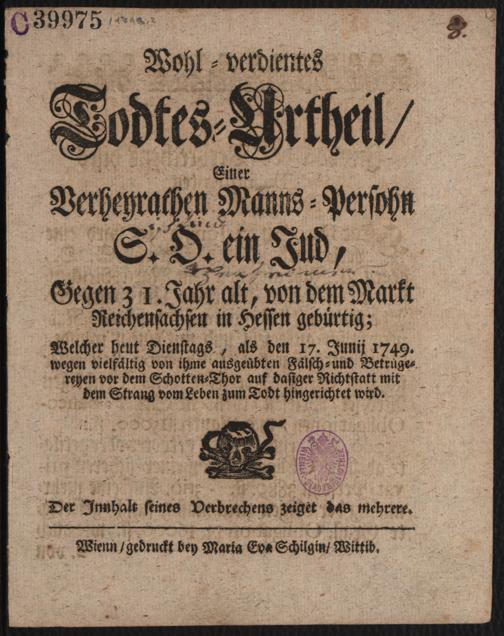 C 39975
8.
Wohl-verdientes
Todtes-Urtheil/
Einer
Verheyrathen Manns-Persohn
S. O. ein Jud,
Gegen 31. Jahr alt, von dem Markt
Reichensachsen in Hessen gebürtig;
Welcher heut Dienstags, als den 17. Junij 1749.
wegen vielfältig von ihme ausgeübten Fälsch-und Betrüge-
reyen vor dem Schotten-Thor auf dasiger Richtstatt mit
dem Strang vom Leben zum Todt hingerichtet wird.
Der Innhalt seines Verbrechens zeiget das mehrere.
Wienn/gedruckt bey Maria Eva Schilgin/Wittib.